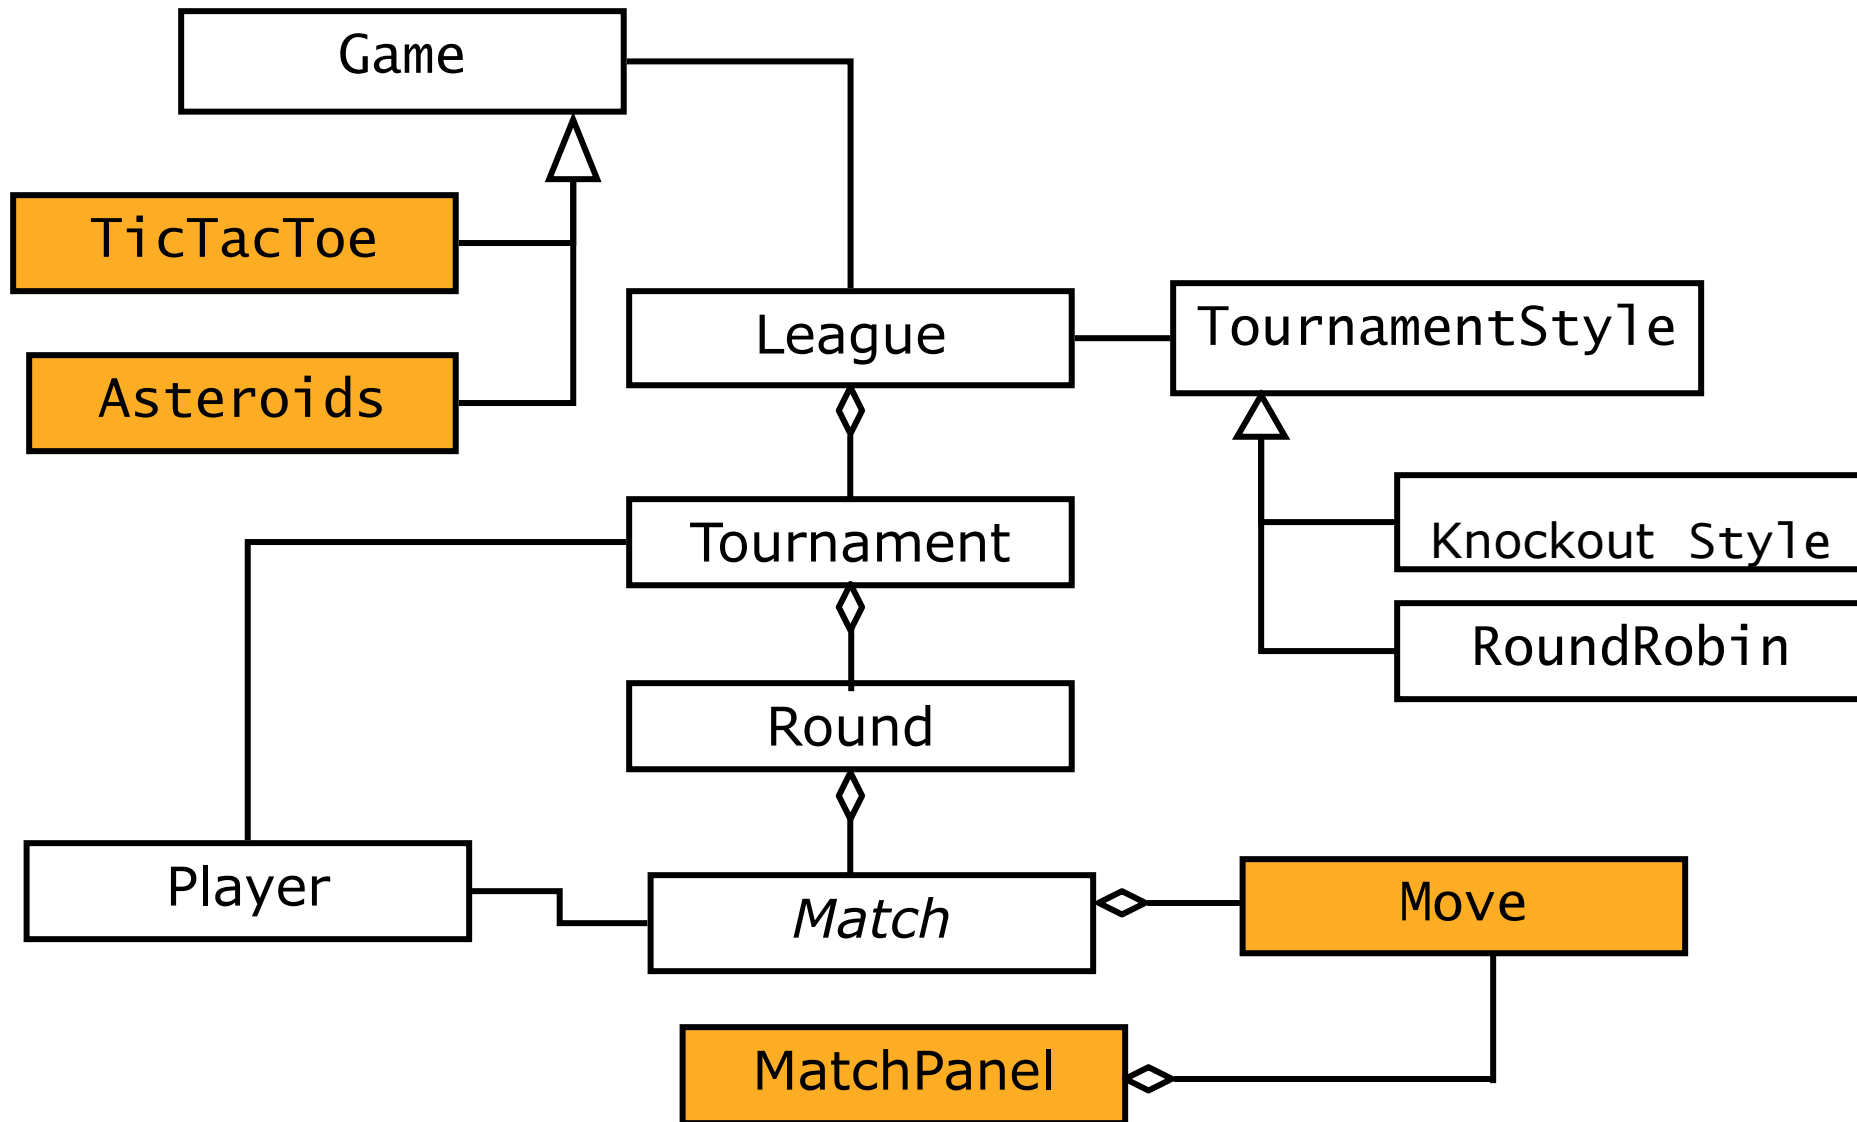 Game
TicTacToe
Asteroids
League
TournamentStyle
Tournament
Knockout Style
RoundRobin
Round
Player
Match
Move
MatchPanel